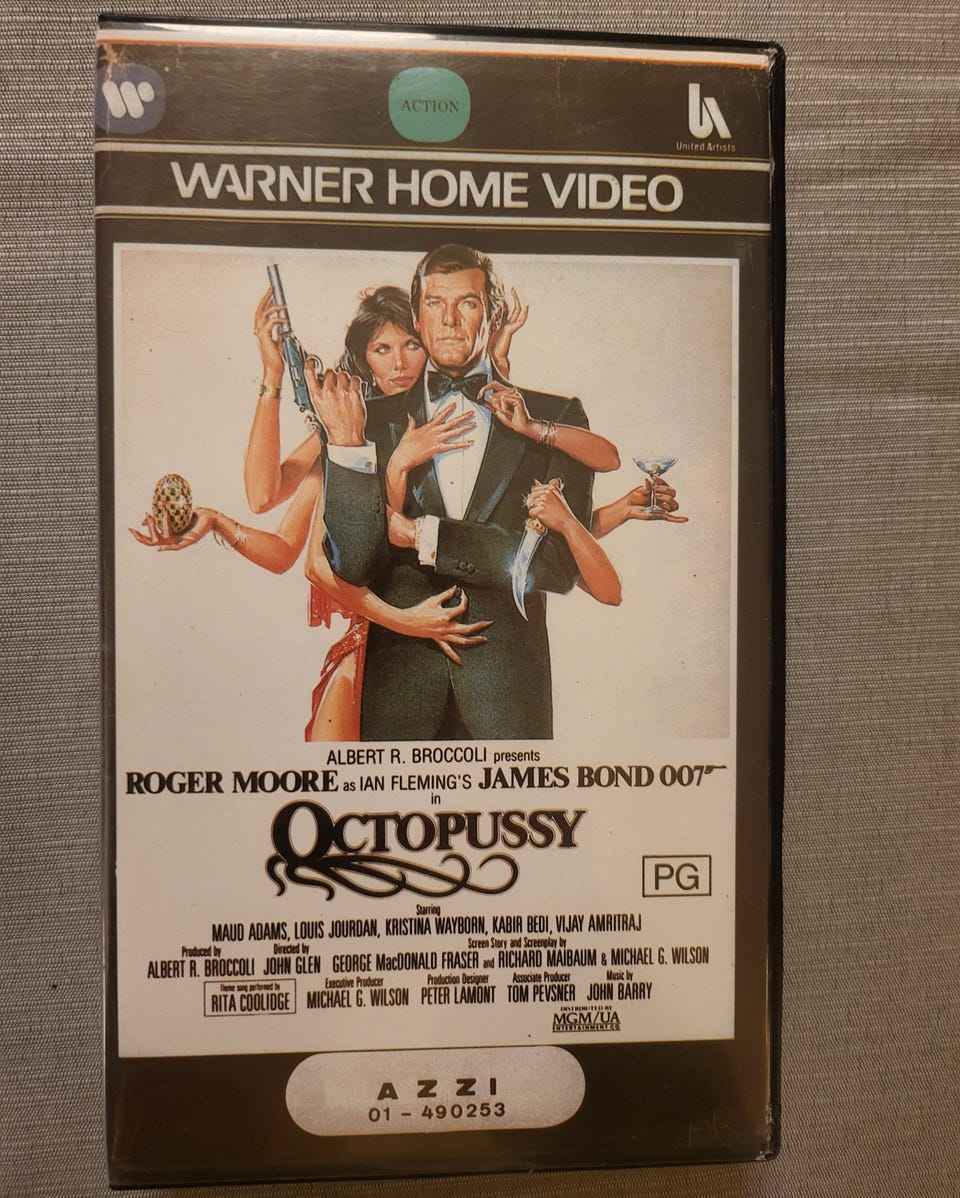 ACTION
United Artists
WARNER HOME VIDEO
ALBERT R. BROCCOLI presents
ROGER MOORE as IAN FLEMING'S JAMES BOND 007
in
OCTOPUSSY
PG
Starring
MAUD ADAMS, LOUIS JOURDAN, KRISTINA WAYBORN, KABIR BEDI, VIJAY AMRITRAJ
Produced by Directed by Screen Story and Screenplay by
ALBERT R. BROCCOLI JOHN GLEN GEORGE MacDONALD FRASER and RICHARD MAIBAUM & MICHAEL G. WILSON
Theme song performed by Executive Producer Production Designer Associate Producer Music by
RITA COOLIDGE MICHAEL G. WILSON PETER LAMONT TOM PEVSNER JOHN BARRY
DISTRIBUTED BY
MGM/UA
ENTERTAINMENT CO
AZZI
01-490253